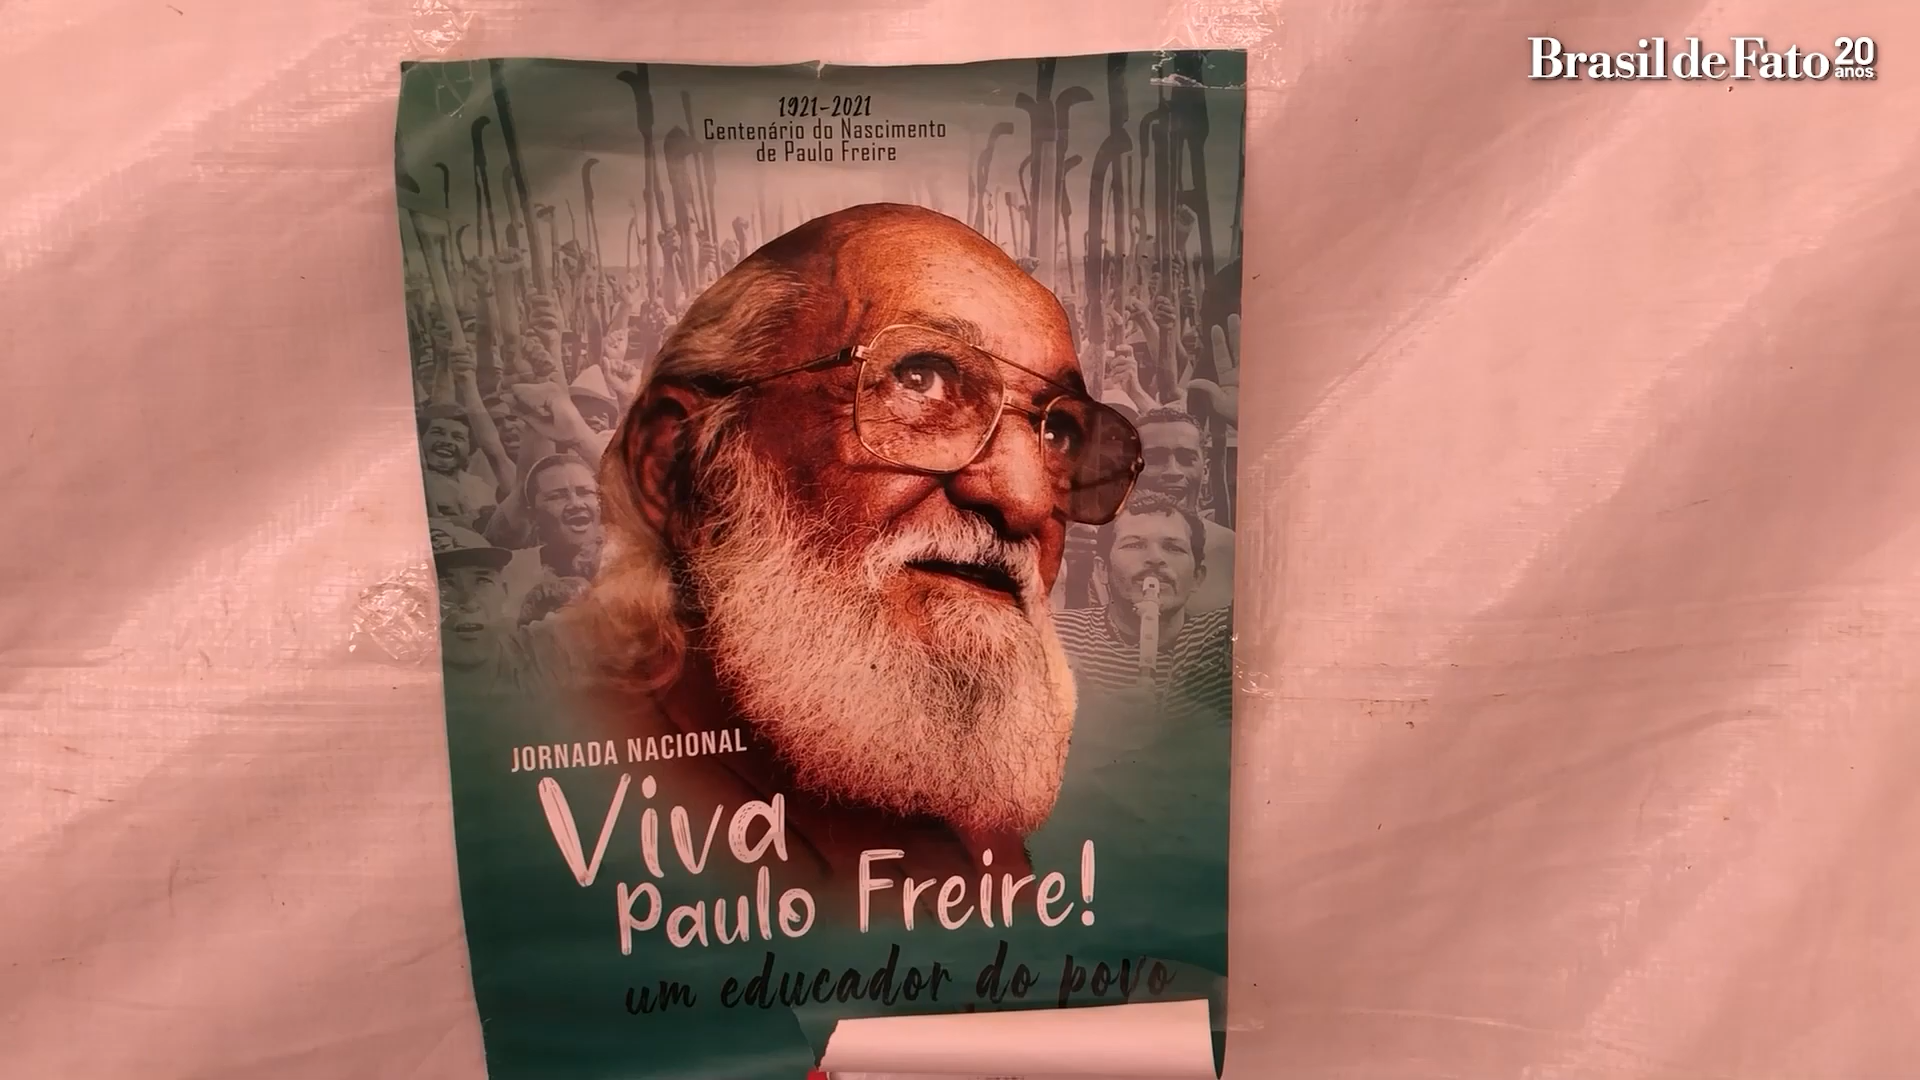 Brasil de Fato 20 anos
1921-2021
Centenário do Nascimento
de Paulo Freire
JORNADA NACIONAL
Viva
Paulo Freire!
um educador do povo